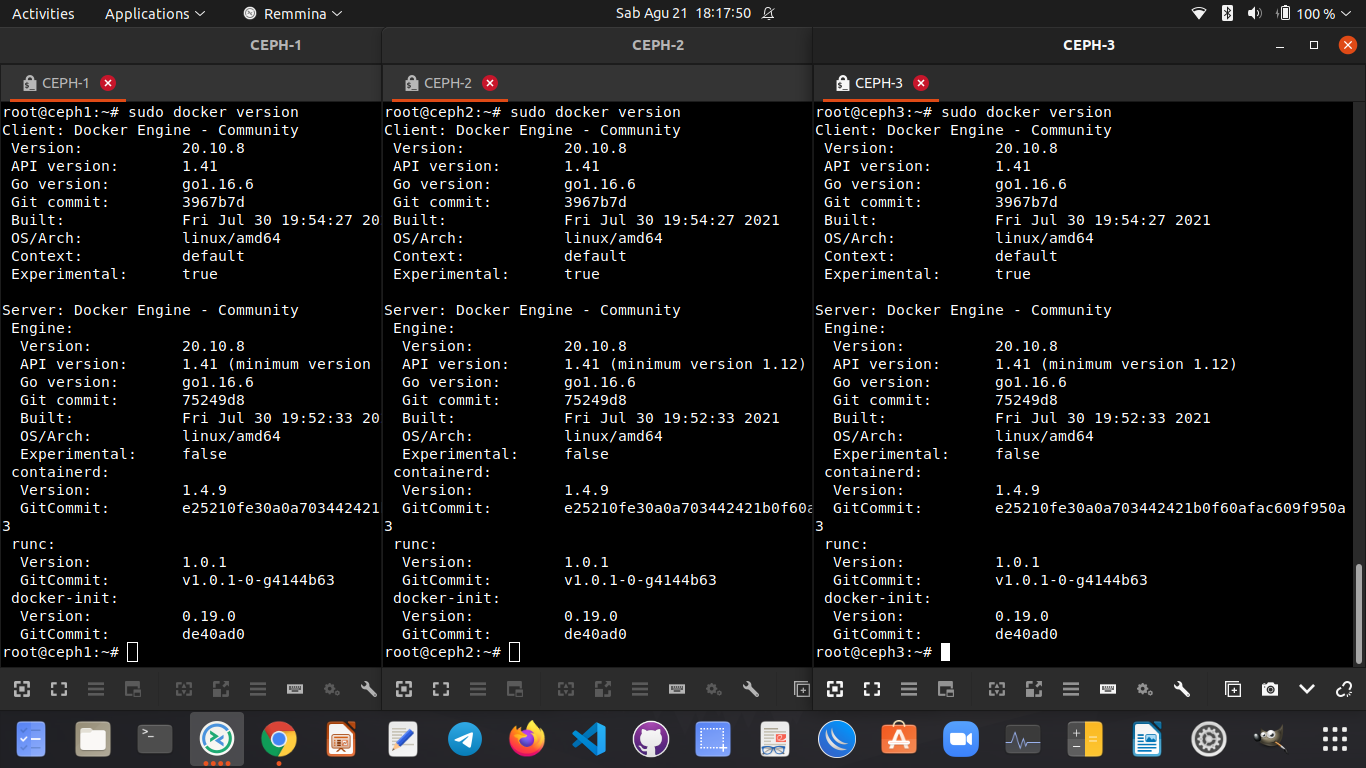 Activities Applications Remmina Sab Agu 21 18:17:50 100 %
CEPH-1
CEPH-1
root@ceph1:~# sudo docker version
Client: Docker Engine - Community
Version: 20.10.8
API version: 1.41
Go version: go1.16.6
Git commit: 3967b7d
Built: Fri Jul 30 19:54:27 20
OS/Arch: linux/amd64
Context: default
Experimental: true
Server: Docker Engine - Community
Engine:
Version: 20.10.8
API version: 1.41 (minimum version
Go version: go1.16.6
Git commit: 75249d8
Built: Fri Jul 30 19:52:33 20
OS/Arch: linux/amd64
Experimental: false
containerd:
Version: 1.4.9
GitCommit: e25210fe30a0a703442421
3
runc:
Version: 1.0.1
GitCommit: v1.0.1-0-g4144b63
docker-init:
Version: 0.19.0
GitCommit: de40ad0
root@ceph1:~#
CEPH-2
CEPH-2
root@ceph2:~# sudo docker version
Client: Docker Engine - Community
Version: 20.10.8
API version: 1.41
Go version: go1.16.6
Git commit: 3967b7d
Built: Fri Jul 30 19:54:27 2021
OS/Arch: linux/amd64
Context: default
Experimental: true
Server: Docker Engine - Community
Engine:
Version: 20.10.8
API version: 1.41 (minimum version 1.12)
Go version: go1.16.6
Git commit: 75249d8
Built: Fri Jul 30 19:52:33 2021
OS/Arch: linux/amd64
Experimental: false
containerd:
Version: 1.4.9
GitCommit: e25210fe30a0a703442421b0f60a
3
runc:
Version: 1.0.1
GitCommit: v1.0.1-0-g4144b63
docker-init:
Version: 0.19.0
GitCommit: de40ad0
root@ceph2:~#
CEPH-3
CEPH-3
root@ceph3:~# sudo docker version
Client: Docker Engine - Community
Version: 20.10.8
API version: 1.41
Go version: go1.16.6
Git commit: 3967b7d
Built: Fri Jul 30 19:54:27 2021
OS/Arch: linux/amd64
Context: default
Experimental: true
Server: Docker Engine - Community
Engine:
Version: 20.10.8
API version: 1.41 (minimum version 1.12)
Go version: go1.16.6
Git commit: 75249d8
Built: Fri Jul 30 19:52:33 2021
OS/Arch: linux/amd64
Experimental: false
containerd:
Version: 1.4.9
GitCommit: e25210fe30a0a703442421b0f60afac609f950a
3
runc:
Version: 1.0.1
GitCommit: v1.0.1-0-g4144b63
docker-init:
Version: 0.19.0
GitCommit: de40ad0
root@ceph3:~#